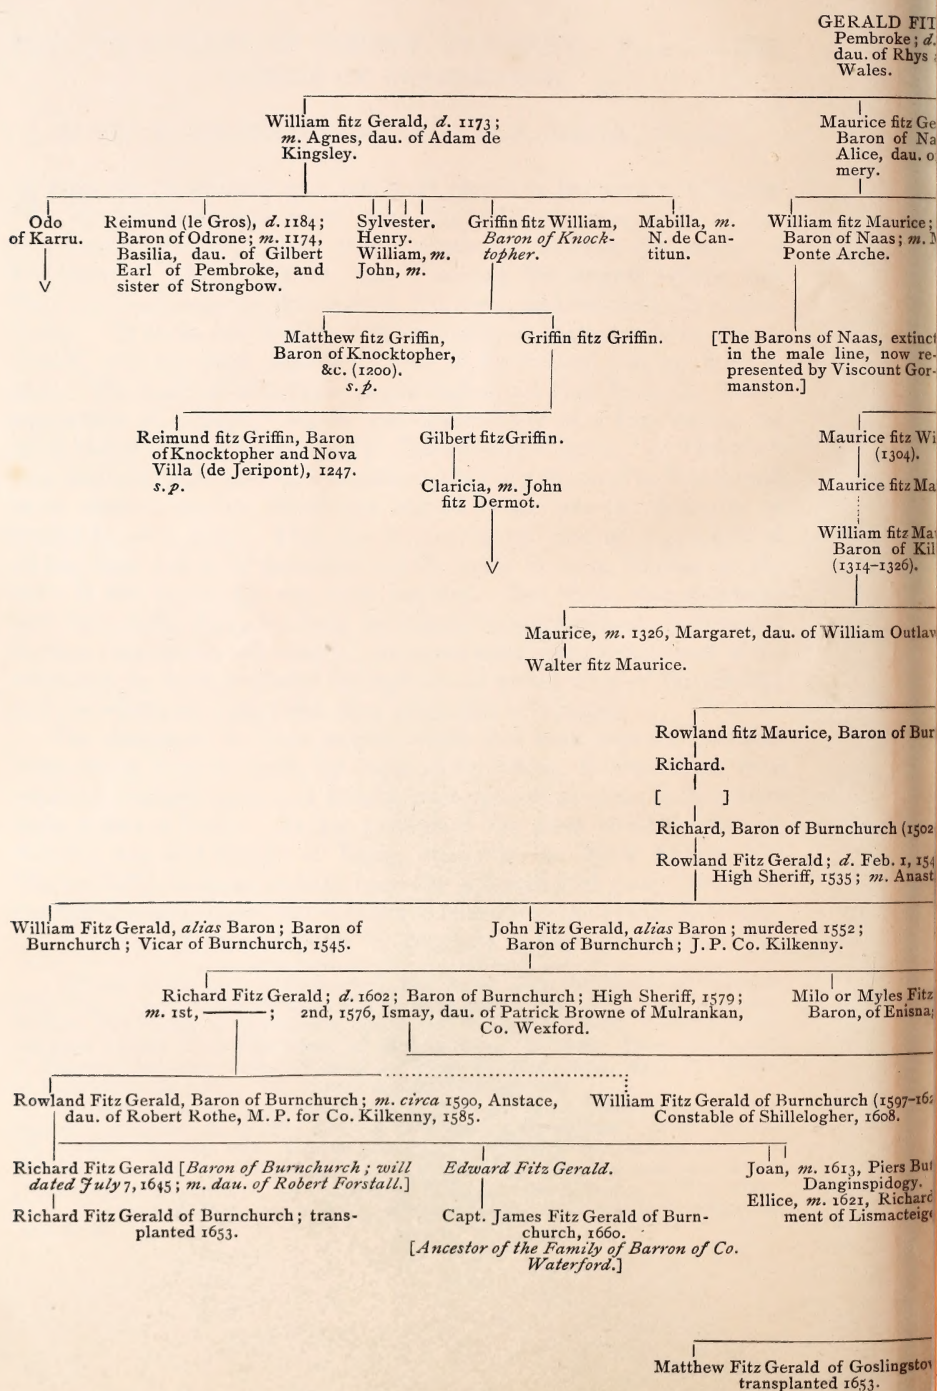 GERALD FIT
Pembroke; d.
dau. of Rhys
Wales.
William fitz Gerald, d. 1173;
m. Agnes, dau. of Adam de
Kingsley.
Maurice fitz Ge
Baron of Na
Alice, dau. o
mery.
Odo
of Karru.
Reimund (le Gros), d. 1184;
Baron of Odrone; m. 1174,
Basilia, dau. of Gilbert
Earl of Pembroke, and
sister of Strongbow.
Sylvester.
Henry.
William, m.
John, m.
Griffin fitz William,
Baron of Knock-
topher.
Mabilla, m.
N. de Can-
titun.
William fitz Maurice;
Baron of Naas; m.
Ponte Arche.
Matthew fitz Griffin,
Baron of Knocktopher,
&c. (1200).
s.p.
Griffin fitz Griffin.
[The Barons of Naas, extinct
in the male line, now re-
presented by Viscount Gor-
manston.]
Reimund fitz Griffin, Baron
of Knocktopher and Nova
Villa (de Jeripont), 1247.
s.p.
Gilbert fitz Griffin.
Claricia, m. John
fitz Dermot.
Maurice fitz Wi
(1304).
Maurice fitz Ma
William fitz Ma
Baron of Kil
(1314-1326).
Maurice, m. 1326, Margaret, dau. of William Outlaw
Walter fitz Maurice.
Rowland fitz Maurice, Baron of Bur
Richard.
[ ]
Richard, Baron of Burnchurch (1502
Rowland Fitz Gerald; d. Feb. 1, 154
High Sheriff, 1535; m. Anast
William Fitz Gerald, alias Baron; Baron of
Burnchurch; Vicar of Burnchurch, 1545.
John Fitz Gerald, alias Baron; murdered 1552;
Baron of Burnchurch; J.P. Co. Kilkenny.
Richard Fitz Gerald; d. 1602; Baron of Burnchurch; High Sheriff, 1579;
m. 1st, ———; 2nd, 1576, Ismay, dau. of Patrick Browne of Mulrankan,
Co. Wexford.
Milo or Myles Fitz
Baron, of Enisna
Rowland Fitz Gerald, Baron of Burnchurch; m. circa 1590, Anstace,
dau. of Robert Rothe, M. P. for Co. Kilkenny, 1585.
William Fitz Gerald of Burnchurch (1597-162
Constable of Shillelogher, 1608.
Richard Fitz Gerald [Baron of Burnchurch; will
dated July 7, 1645; m. dau. of Robert Forstall.]
Edward Fitz Gerald.
Joan, m. 1613, Piers But
Danginspidogy.
Ellice, m. 1621, Richard
ment of Lismacteige
Richard Fitz Gerald of Burnchurch; trans-
planted 1653.
Capt. James Fitz Gerald of Burn-
church, 1660.
[Ancestor of the Family of Barron of Co.
Waterford.]
Matthew Fitz Gerald of Goslingstow
transplanted 1653.